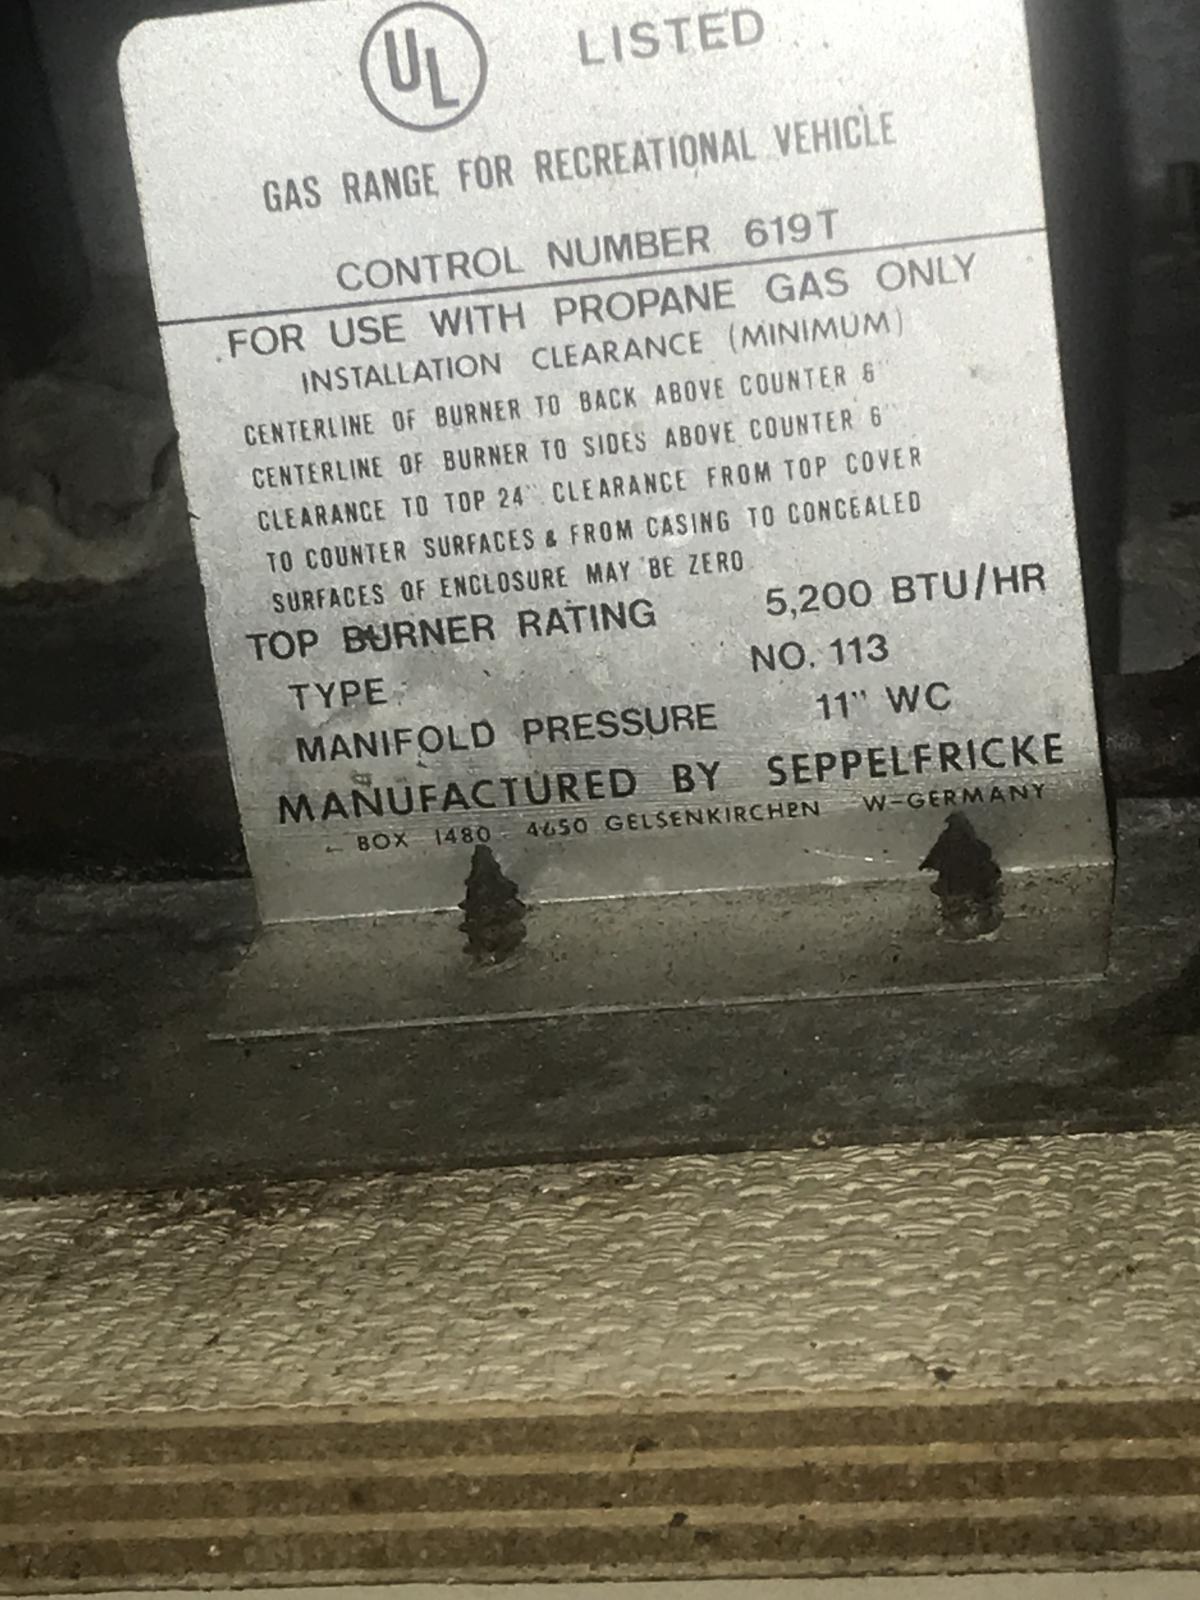 UL LISTED
GAS RANGE FOR RECREATIONAL VEHICLE
CONTROL NUMBER 619T
FOR USE WITH PROPANE GAS ONLY
INSTALLATION CLEARANCE (MINIMUM)
CENTERLINE OF BURNER TO BACK ABOVE COUNTER 6"
CENTERLINE OF BURNER TO SIDES ABOVE COUNTER 6"
CLEARANCE TO TOP 24" CLEARANCE FROM TOP COVER
TO COUNTER SURFACES & FROM CASING TO CONCEALED
SURFACES OF ENCLOSURE MAY BE ZERO
TOP BURNER RATING 5,200 BTU/HR
TYPE NO. 113
MANIFOLD PRESSURE 11" WC
MANUFACTURED BY SEPPELFRICKE
BOX 1480 4650 GELSENKIRCHEN W-GERMANY